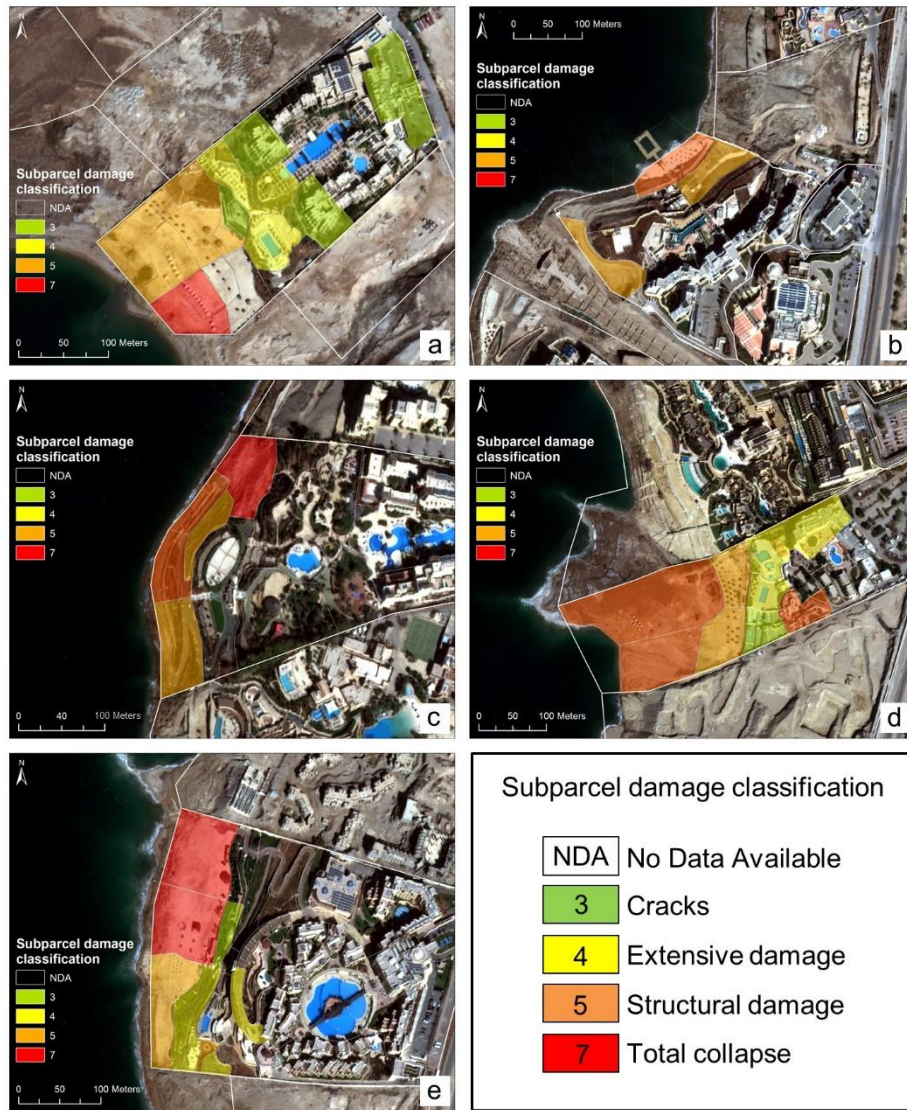 N
0 50 100 Meters
Subparcel damage
classification
NDA
3
4
5
7
a
N
0 50 100 Meters
Subparcel damage
classification
NDA
3
4
5
7
b
N
Subparcel damage
classification
NDA
3
4
5
7
0 40 100 Meters
c
N
Subparcel damage
classification
NDA
3
4
5
7
0 50 100 Meters
d
N
Subparcel damage
classification
NDA
3
4
5
7
0 50 100 Meters
e
Subparcel damage classification
NDA No Data Available
3 Cracks
4 Extensive damage
5 Structural damage
7 Total collapse